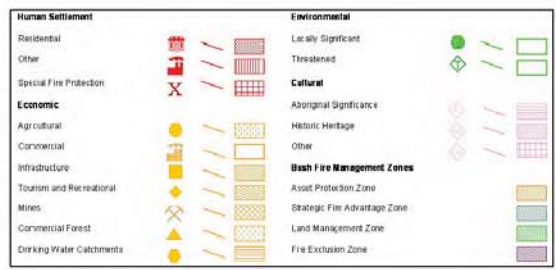 Human Settlement
Residential
Other
Special Fire Protection
Economic
Agricultural
Commercial
Infrastructure
Tourism and Recreational
Mines
Commercial Forest
Drinking Water Catchments
Environmental
Locally Significant
Threatened
Cultural
Aboriginal Significance
Historic Heritage
Other
Bush Fire Management Zones
Asset Protection Zone
Strategic Fire Advantage Zone
Land Management Zone
Fire Exclusion Zone